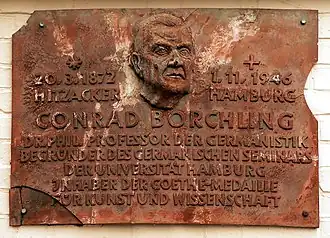 20.3.1872 1.11.1946
HITZACKER HAMBURG
CONRAD BORCHLING
DR. PHIL. PROFESSOR DER GERMANISTIK
BEGRÜNDER DES GERMANISCHEN SEMINARS
DER UNIVERSITÄT HAMBURG
JNHABER DER GOETHE-MEDAILLE
FÜR KUNST UND WISSENSCHAFT